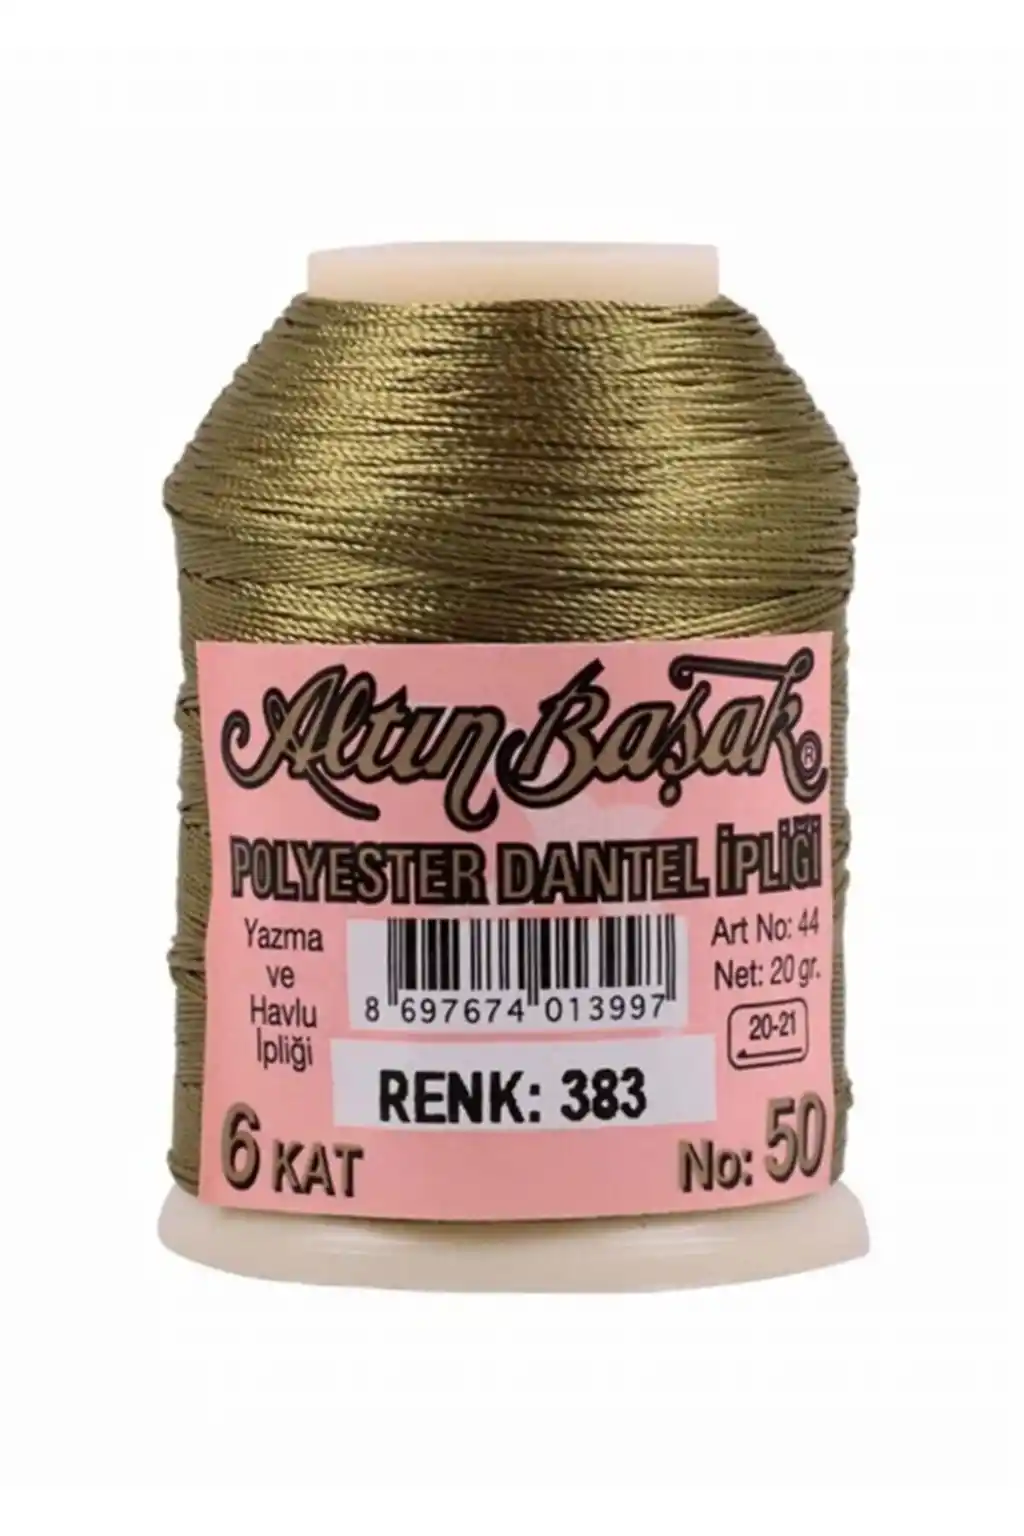 Altın Başak ®
POLYESTER DANTEL İPLİĞİ
Yazma
ve
Havlu
İpliği
8 697674 013997
Art No: 44
Net: 20 gr.
20-21
RENK: 383
6 KAT
No: 50